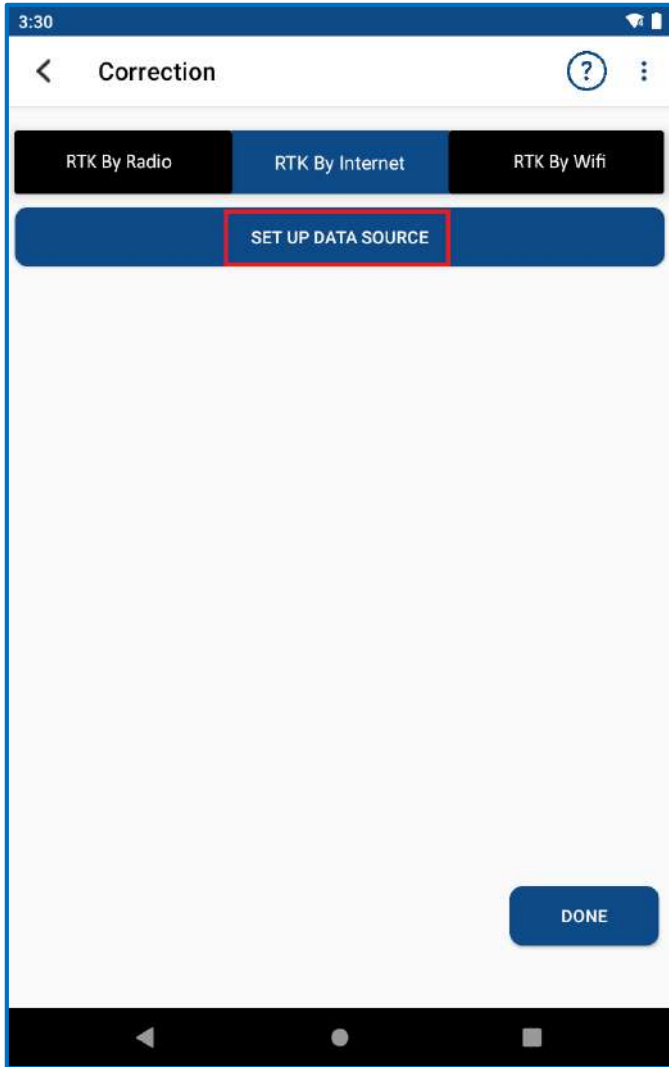 3:30
Correction
?
RTK By Radio RTK By Internet RTK By Wifi
SET UP DATA SOURCE
DONE